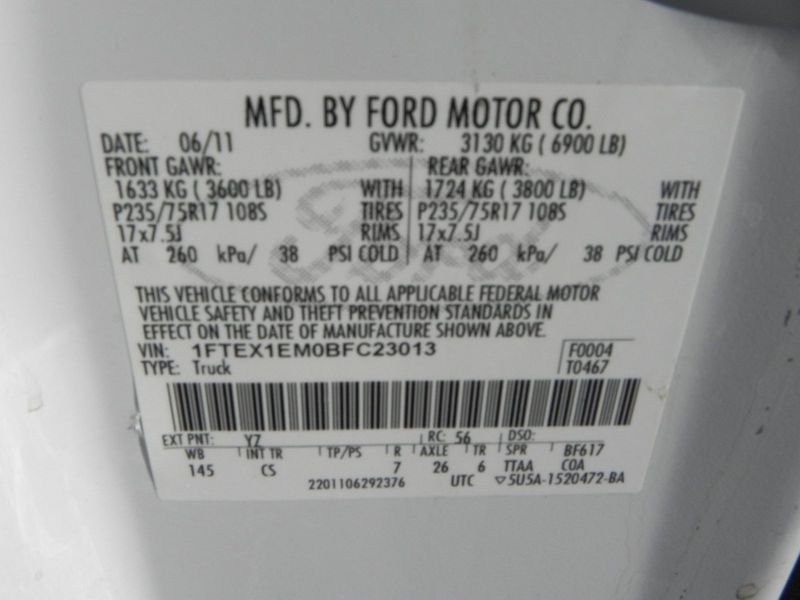 MFD. BY FORD MOTOR CO.
DATE: 06/11 GVWR: 3130 KG ( 6900 LB)
FRONT GAWR: REAR GAWR:
1633 KG ( 3600 LB) WITH 1724 KG ( 3800 LB) WITH
P235/75R17 108S TIRES P235/75R17 108S TIRES
17x7.5J RIMS 17x7.5J RIMS
AT 260 kPa/ 38 PSI COLD AT 260 kPa/ 38 PSI COLD
THIS VEHICLE CONFORMS TO ALL APPLICABLE FEDERAL MOTOR
VEHICLE SAFETY AND THEFT PREVENTION STANDARDS IN
EFFECT ON THE DATE OF MANUFACTURE SHOWN ABOVE.
VIN: 1FTEX1EM0BFC23013 F0004
TYPE: Truck T0467
EXT PNT: YZ RC: 56 DSO:
WB INT TR TP/PS R AXLE TR SPR BF617
145 CS 7 26 6 TTAA COA
2201106292376 UTC ▽5U5A-1520472-BA